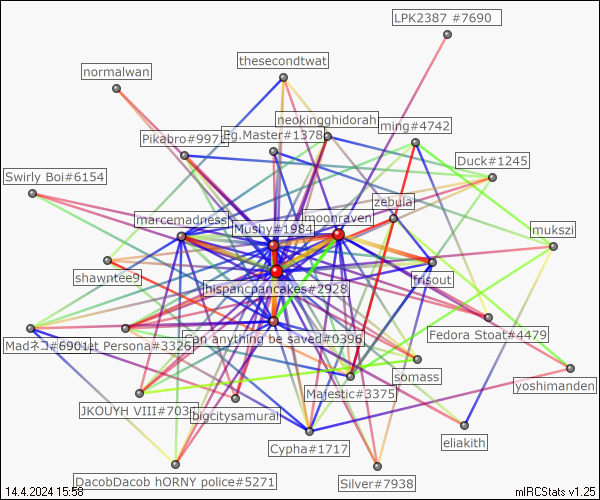 LPK2387 #7690
thesecondtwat
normalwan
neokingghidorah
ming#4742
Eg.Master#1378
Pikabro#997
Duck#1245
Swirly Boi#6154
zebula
marcemadness
moonraven
Mushy#1984
mukszi
shawntee9
frisout
hispanicpancakes#2928
Fedora Stoat#4479
Can anything be saved#0396
Madネコ#6901
et Persona#3326
somass
yoshimanden
Majestic#3375
JKOUYH VIII#703
bigcitysamurai
eliakith
Cypha#1717
DacobDacob hORNY police#5271
Silver#7938
14.4.2024 15:58
mIRCStats v1.25